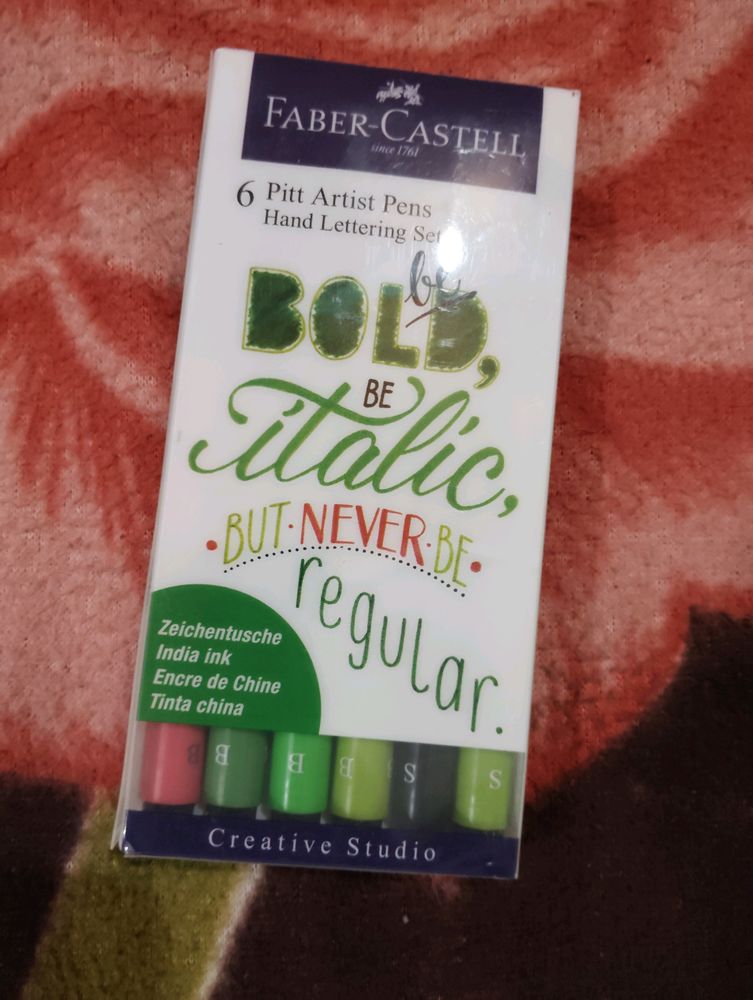 FABER-CASTELL
since 1761
6 Pitt Artist Pens
Hand Lettering Set
be
BOLD,
BE
italic,
BUT·NEVER·BE
regular.
Zeichentusche
India ink
Encre de Chine
Tinta china
B B B B S S
Creative Studio